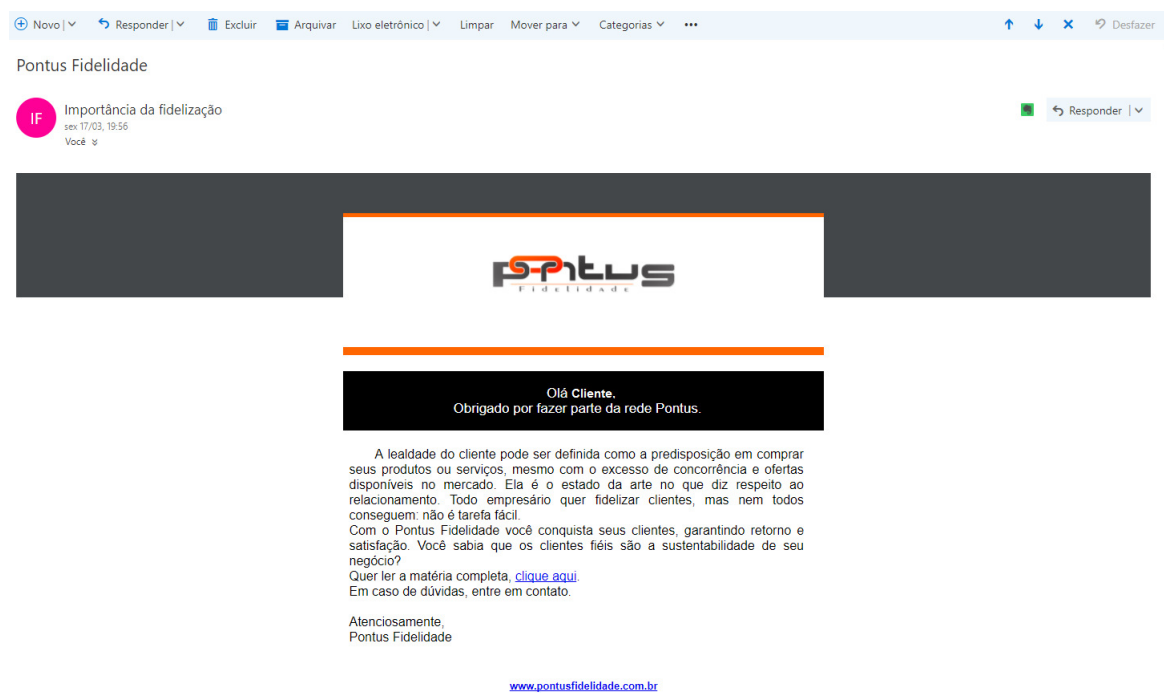 Novo | Responder | Excluir Arquivar Lixo eletrônico | Limpar Mover para Categorias ••• Desfazer
Pontus Fidelidade
IF Importância da fidelização
Responder |
sex 17/03, 19:56
Você
Pontus
Fidelidade
Olá Cliente.
Obrigado por fazer parte da rede Pontus.
A lealdade do cliente pode ser definida como a predisposição em comprar
seus produtos ou serviços, mesmo com o excesso de concorrência e ofertas
disponíveis no mercado. Ela é o estado da arte no que diz respeito ao
relacionamento. Todo empresário quer fidelizar clientes, mas nem todos
conseguem: não é tarefa fácil.
Com o Pontus Fidelidade você conquista seus clientes, garantindo retorno e
satisfação. Você sabia que os clientes fiéis são a sustentabilidade de seu
negócio?
Quer ler a matéria completa, clique aqui.
Em caso de dúvidas, entre em contato.
Atenciosamente,
Pontus Fidelidade
www.pontusfidelidade.com.br